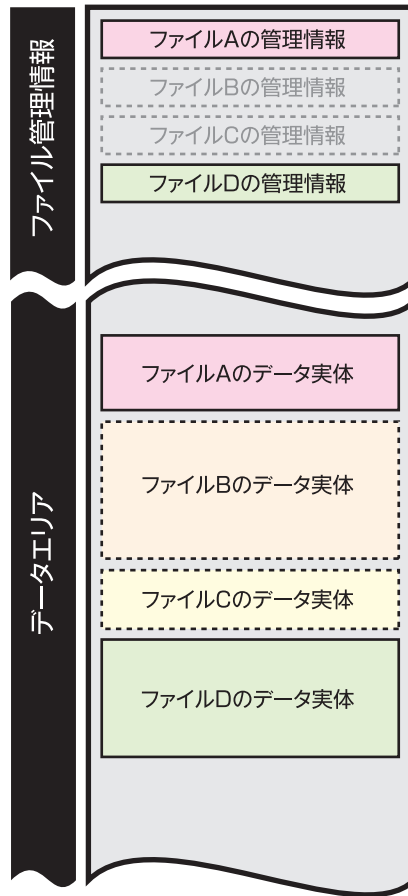 ファイル管理情報
ファイルAの管理情報
ファイルBの管理情報
ファイルCの管理情報
ファイルDの管理情報
データエリア
ファイルAのデータ実体
ファイルBのデータ実体
ファイルCのデータ実体
ファイルDのデータ実体